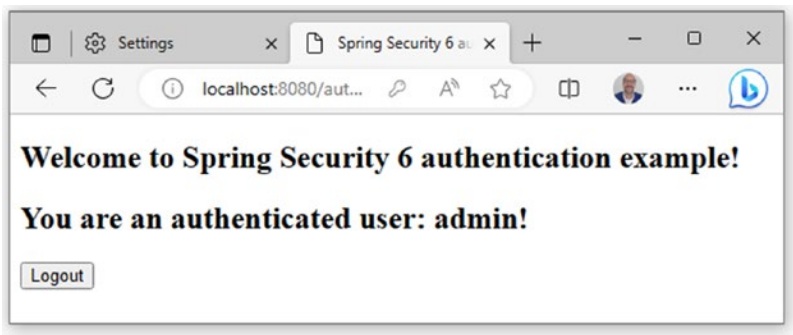 Settings
Spring Security 6 au
localhost:8080/aut...
Welcome to Spring Security 6 authentication example!
You are an authenticated user: admin!
Logout